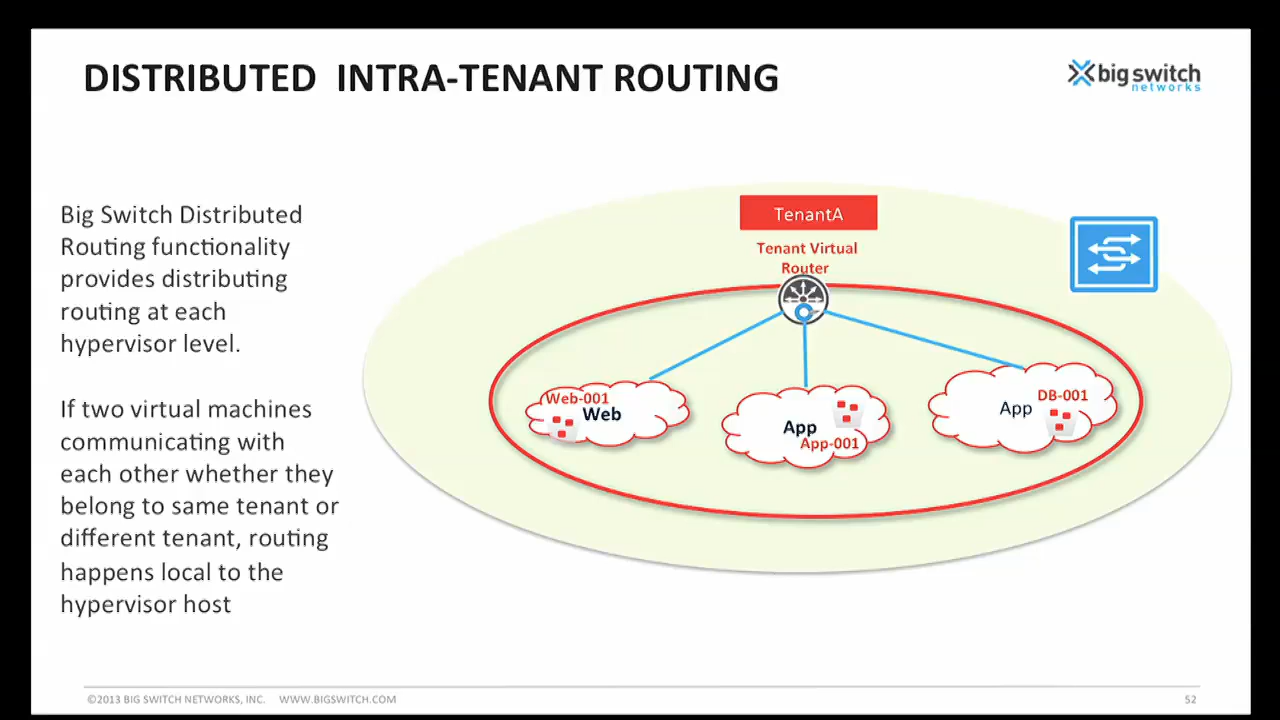 DISTRIBUTED INTRA-TENANT ROUTING
big switch
networks
Big Switch Distributed
Routing functionality
provides distributing
routing at each
hypervisor level.
If two virtual machines
communicating with
each other whether they
belong to same tenant or
different tenant, routing
happens local to the
hypervisor host
TenantA
Tenant Virtual
Router
Web-001
Web
App
App-001
DB-001
App
©2013 BIG SWITCH NETWORKS, INC. WWW.BIGSWITCH.COM
52